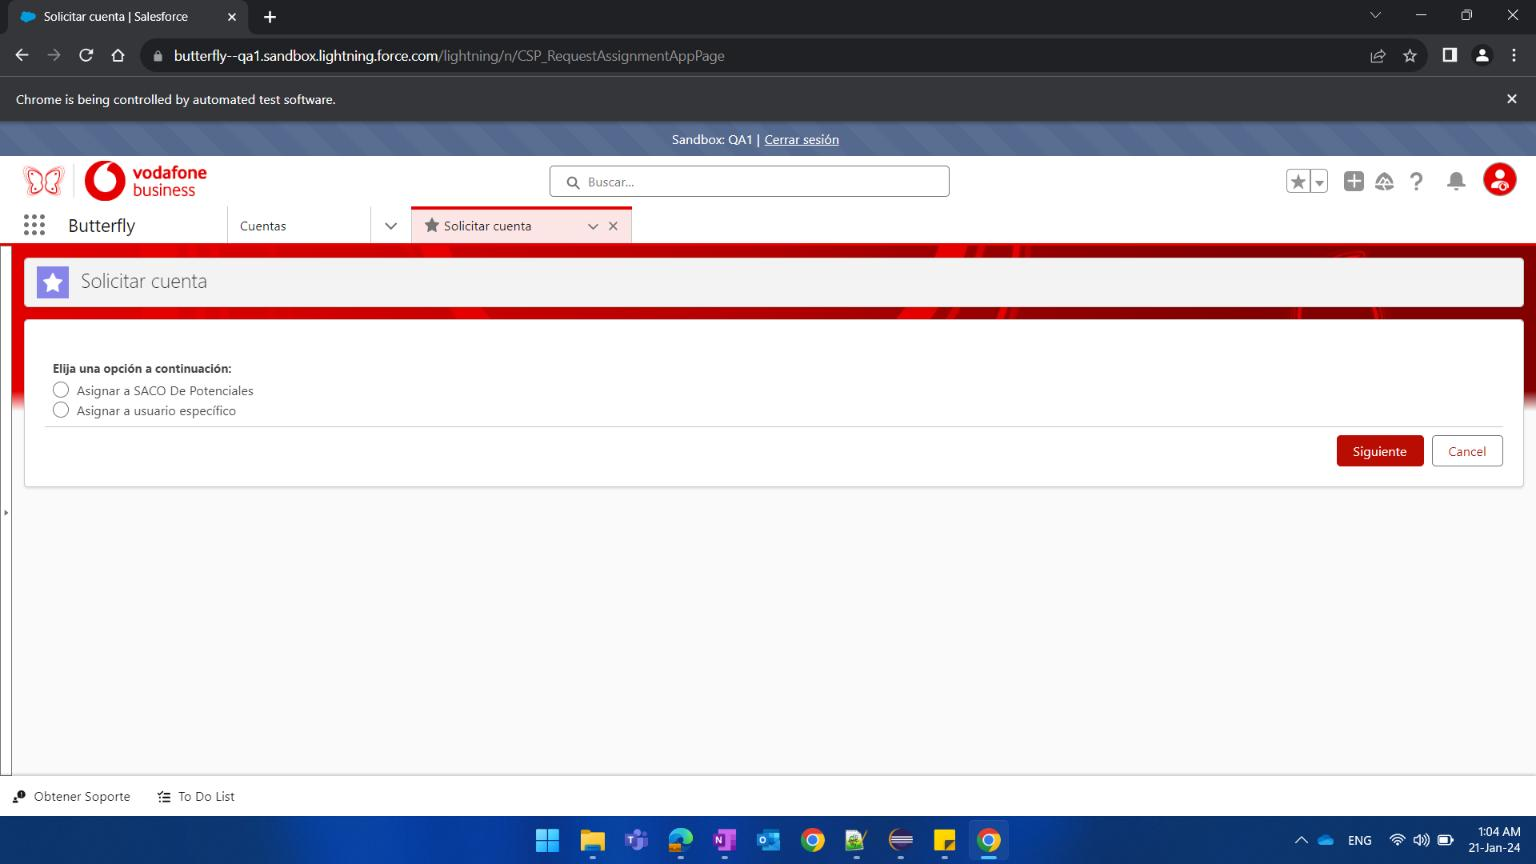 Solicitar cuenta | Salesforce
butterfly--qa1.sandbox.lightning.force.com/lightning/n/CSP_RequestAssignmentAppPage
Chrome is being controlled by automated test software.
Sandbox: QA1 | Cerrar sesión
vodafone
business
Buscar...
Butterfly
Cuentas
Solicitar cuenta
Solicitar cuenta
Elija una opción a continuación:
Asignar a SACO De Potenciales
Asignar a usuario específico
Siguiente
Cancel
Obtener Soporte
To Do List
ENG
1:04 AM
21-Jan-24